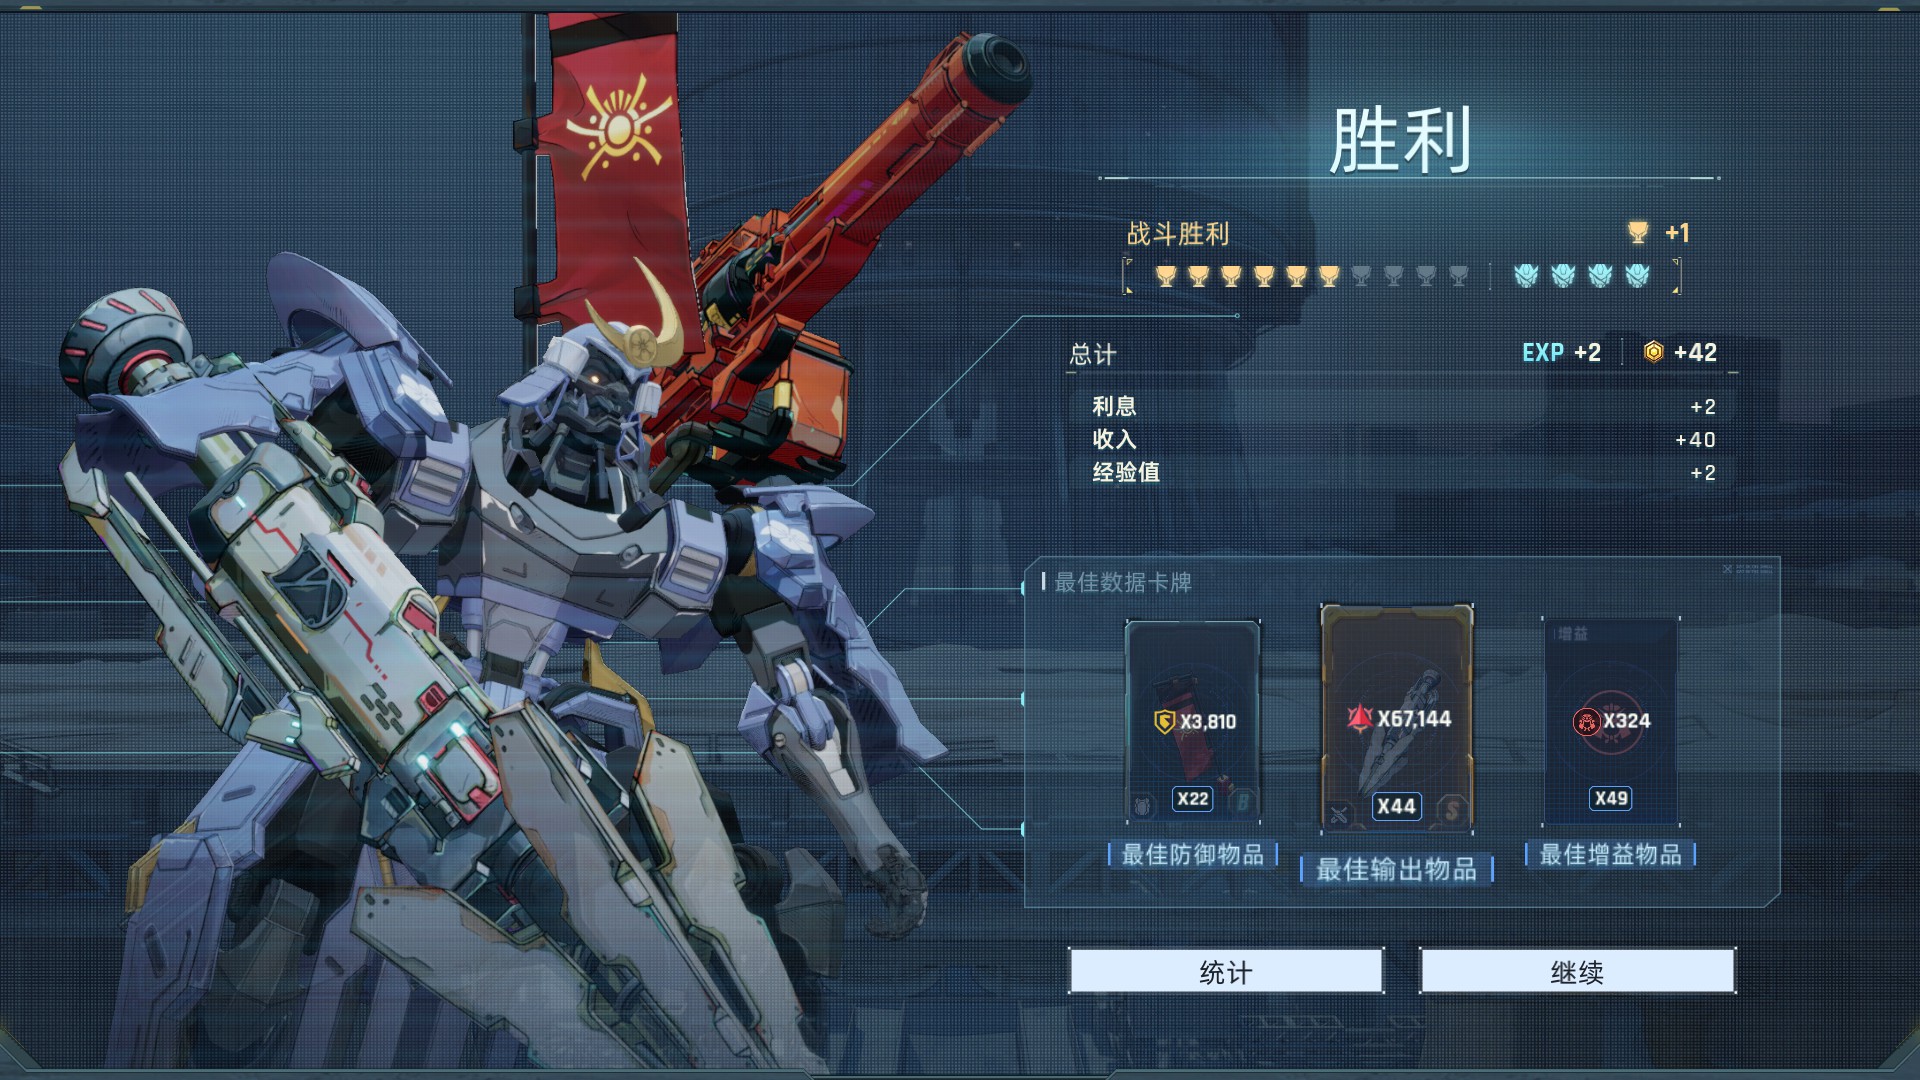 胜利
战斗胜利 +1
总计 EXP +2 +42
利息 +2
收入 +40
经验值 +2
最佳数据卡牌
增益
X3,810 X67,144 X324
X22 B X44 S X49
最佳防御物品 最佳输出物品 最佳增益物品
统计 继续